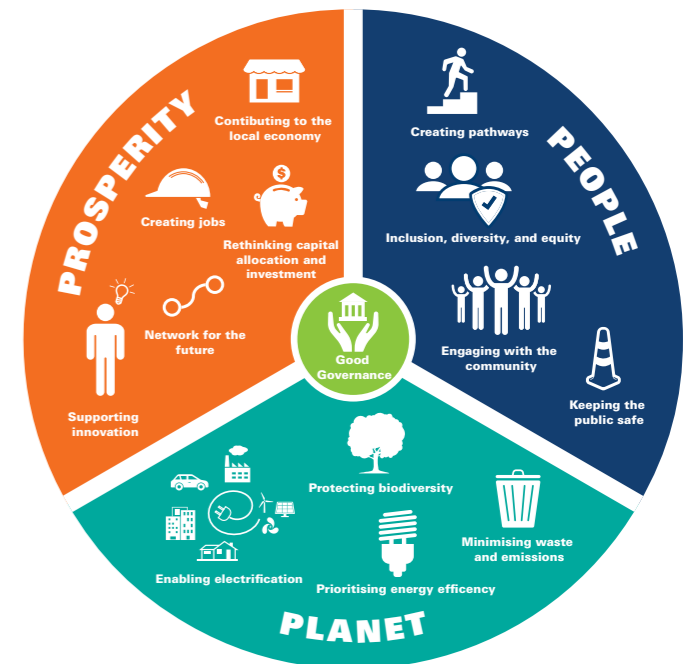 PROSPERITY
Contibuting to the
local economy
Creating jobs
$
Rethinking capital
allocation and
investment
Network for the
future
Supporting
innovation
PEOPLE
Creating pathways
Inclusion, diversity, and equity
Engaging with the
community
Keeping the
public safe
Good
Governance
Protecting biodiversity
Minimising waste
and emissions
Enabling electrification
Prioritising energy efficency
PLANET